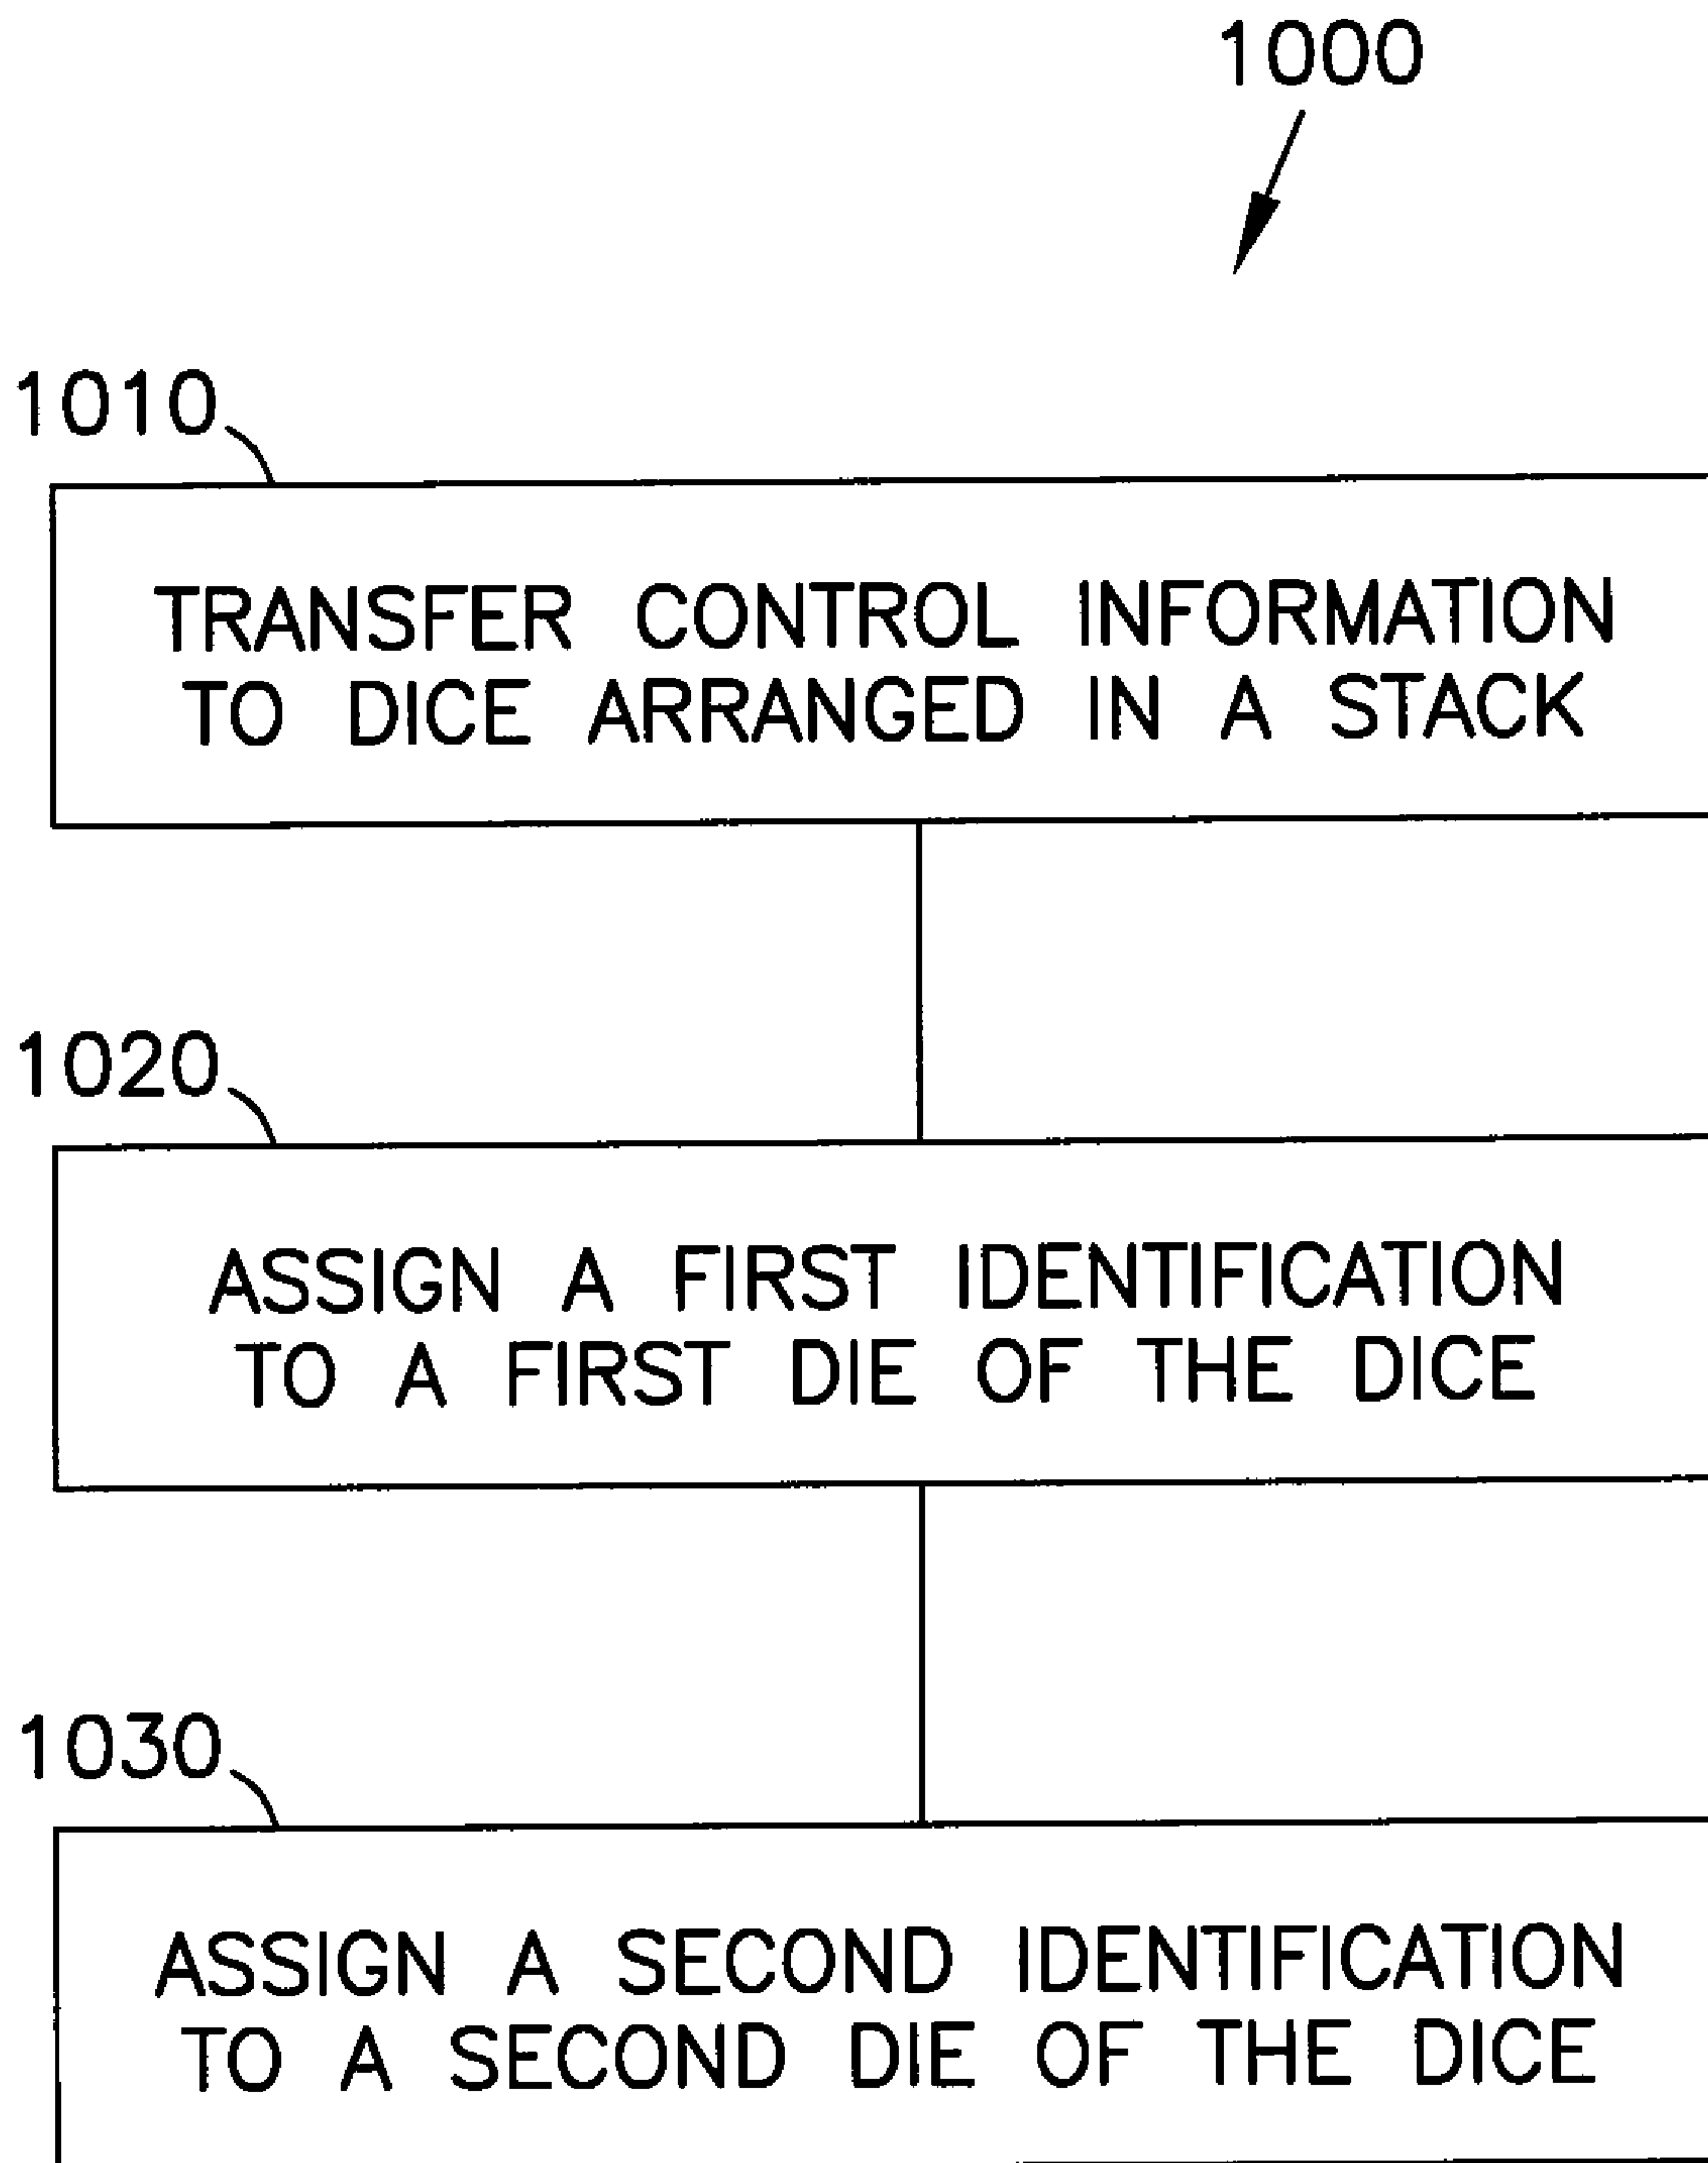 1000
1010
TRANSFER CONTROL INFORMATION
TO DICE ARRANGED IN A STACK
1020
ASSIGN A FIRST IDENTIFICATION
TO A FIRST DIE OF THE DICE
1030
ASSIGN A SECOND IDENTIFICATION
TO A SECOND DIE OF THE DICE